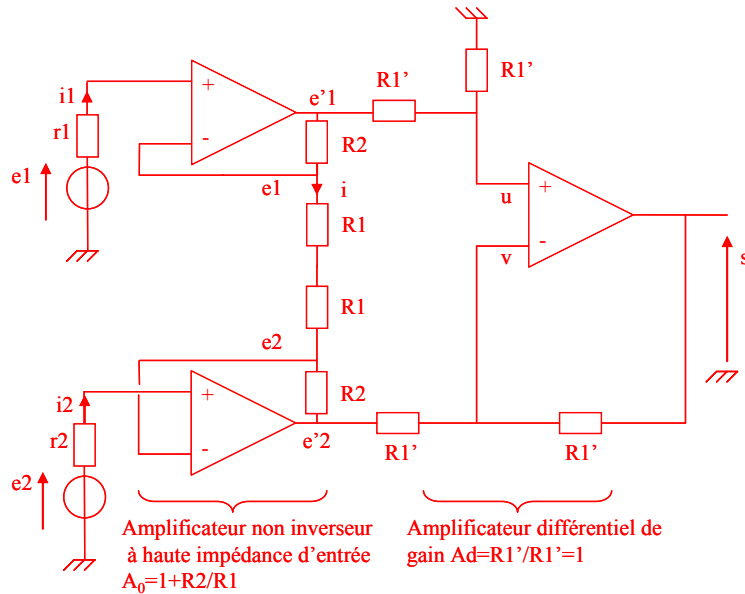 R1'
R1'
i1
+
e'1
r1
-
R2
e1
e1
i
+
u
R1
-
v
s
R1
e2
i2
+
R2
r2
-
e'2
R1'
R1'
e2
Amplificateur non inverseur
à haute impédance d'entrée
A₀=1+R2/R1
Amplificateur différentiel de
gain Ad=R1'/R1'=1